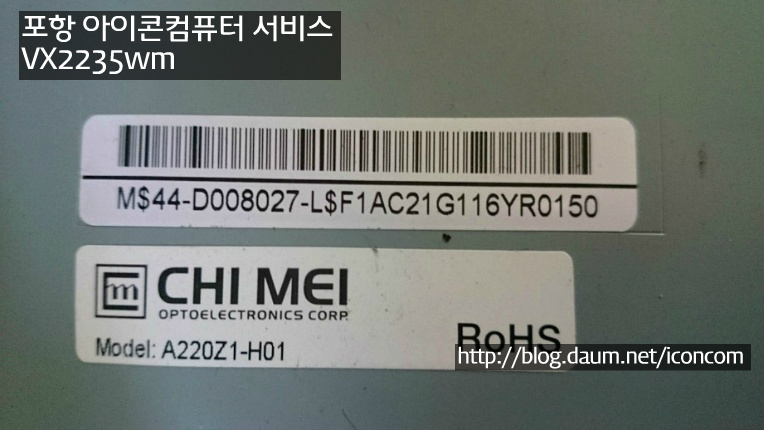 포항 아이콘컴퓨터 서비스
VX2235wm
M$44-D008027-L$F1AC21G116YR0150
CHI MEI
OPTOELECTRONICS CORP.
Model: A220Z1-H01
RoHS
http://blog.daum.net/iconcom